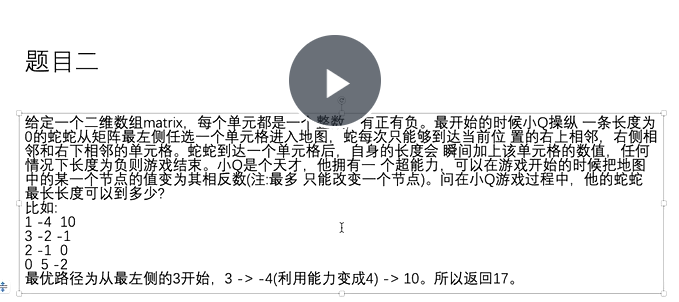 题目二
给定一个二维数组matrix，每个单元都是一个整数，有正有负。最开始的时候小Q操纵 一条长度为
0的蛇蛇从矩阵最左侧任选一个单元格进入地图，蛇每次只能够到达当前位 置的右上相邻，右侧相
邻和右下相邻的单元格。蛇蛇到达一个单元格后，自身的长度会 瞬间加上该单元格的数值，任何
情况下长度为负则游戏结束。小Q是个天才，他拥有一 个超能力，可以在游戏开始的时候把地图
中的某一个节点的值变为其相反数(注:最多 只能改变一个节点)。问在小Q游戏过程中，他的蛇蛇
最长长度可以到多少?
比如:
1 -4 10
3 -2 -1
2 -1 0
0 5 -2
最优路径为从最左侧的3开始，3 -> -4(利用能力变成4) -> 10。所以返回17。